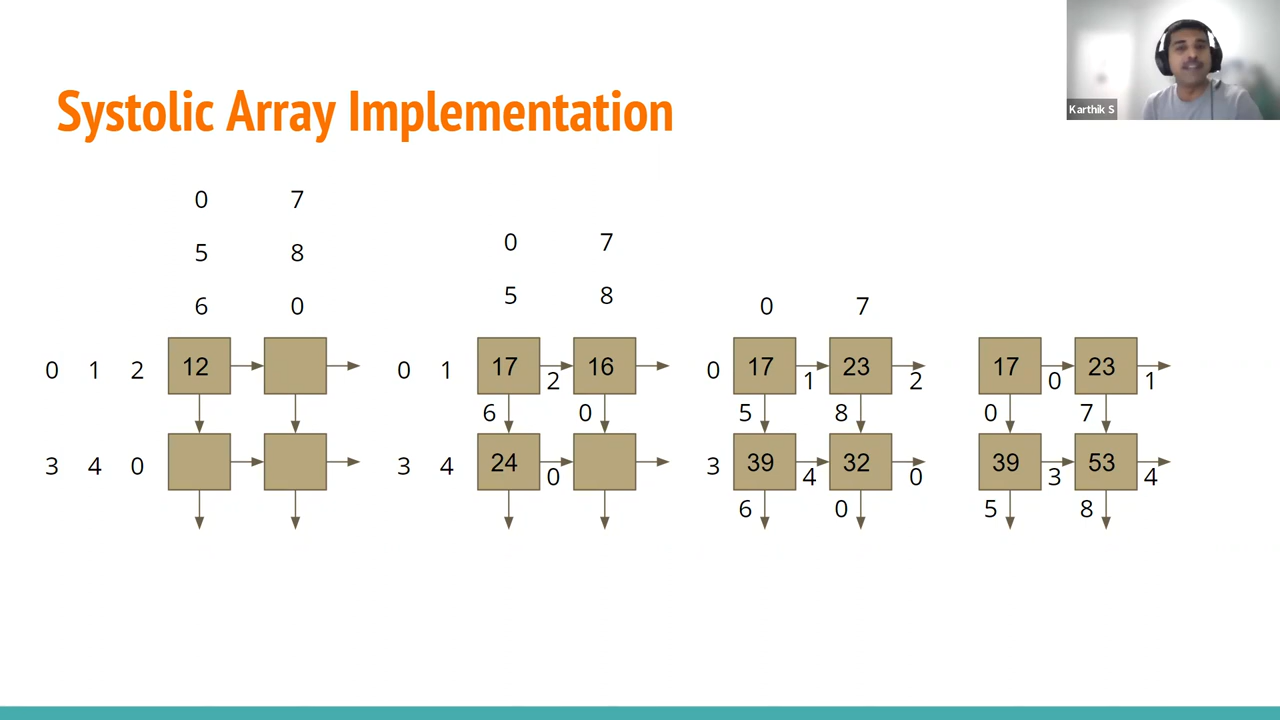 Karthik S
Systolic Array Implementation
0 7
5 8
6 0
0 1 2 12
3 4 0
0 7
5 8
0 1 17 2 16
6 0
3 4 24 0
0 7
0 17 1 23 2
5 8
3 39 4 32 0
6 0
17 0 23 1
0 7
39 3 53 4
5 8